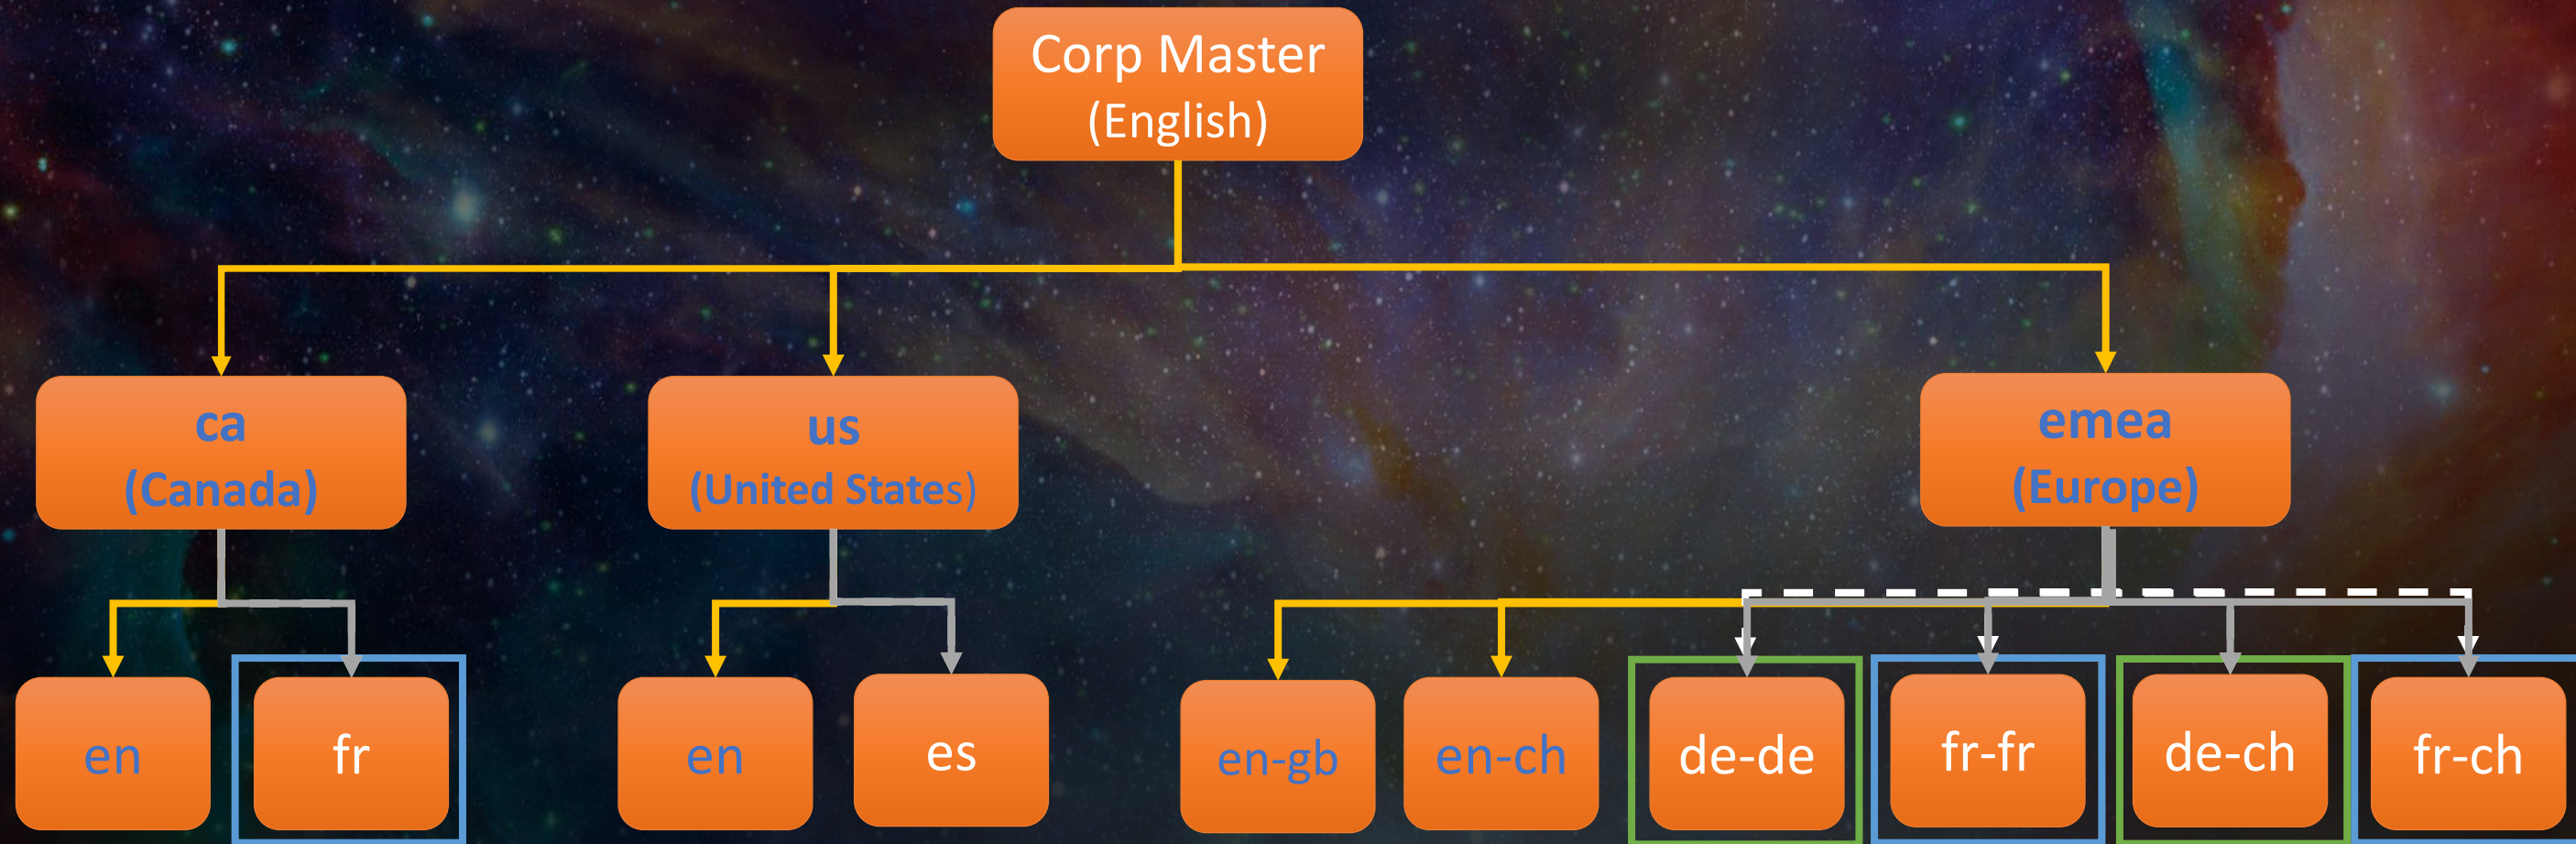 Corp Master
(English)
ca
(Canada)
us
(United States)
emea
(Europe)
en
fr
en
es
en-gb
en-ch
de-de
fr-fr
de-ch
fr-ch